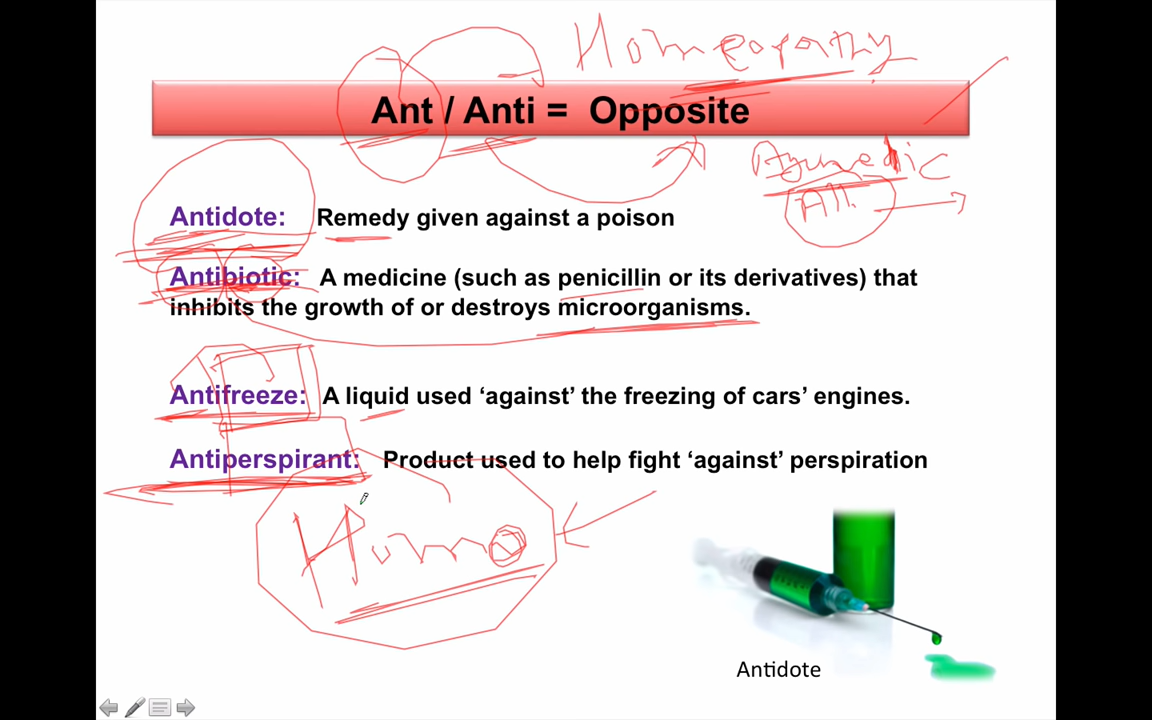 Homeopathy
Ant / Anti = Opposite
Ayurvedic
All.
Antidote: Remedy given against a poison
Antibiotic: A medicine (such as penicillin or its derivatives) that
inhibits the growth of or destroys microorganisms.
Antifreeze: A liquid used ‘against’ the freezing of cars’ engines.
Antiperspirant: Product used to help fight ‘against’ perspiration
Homo
Antidote